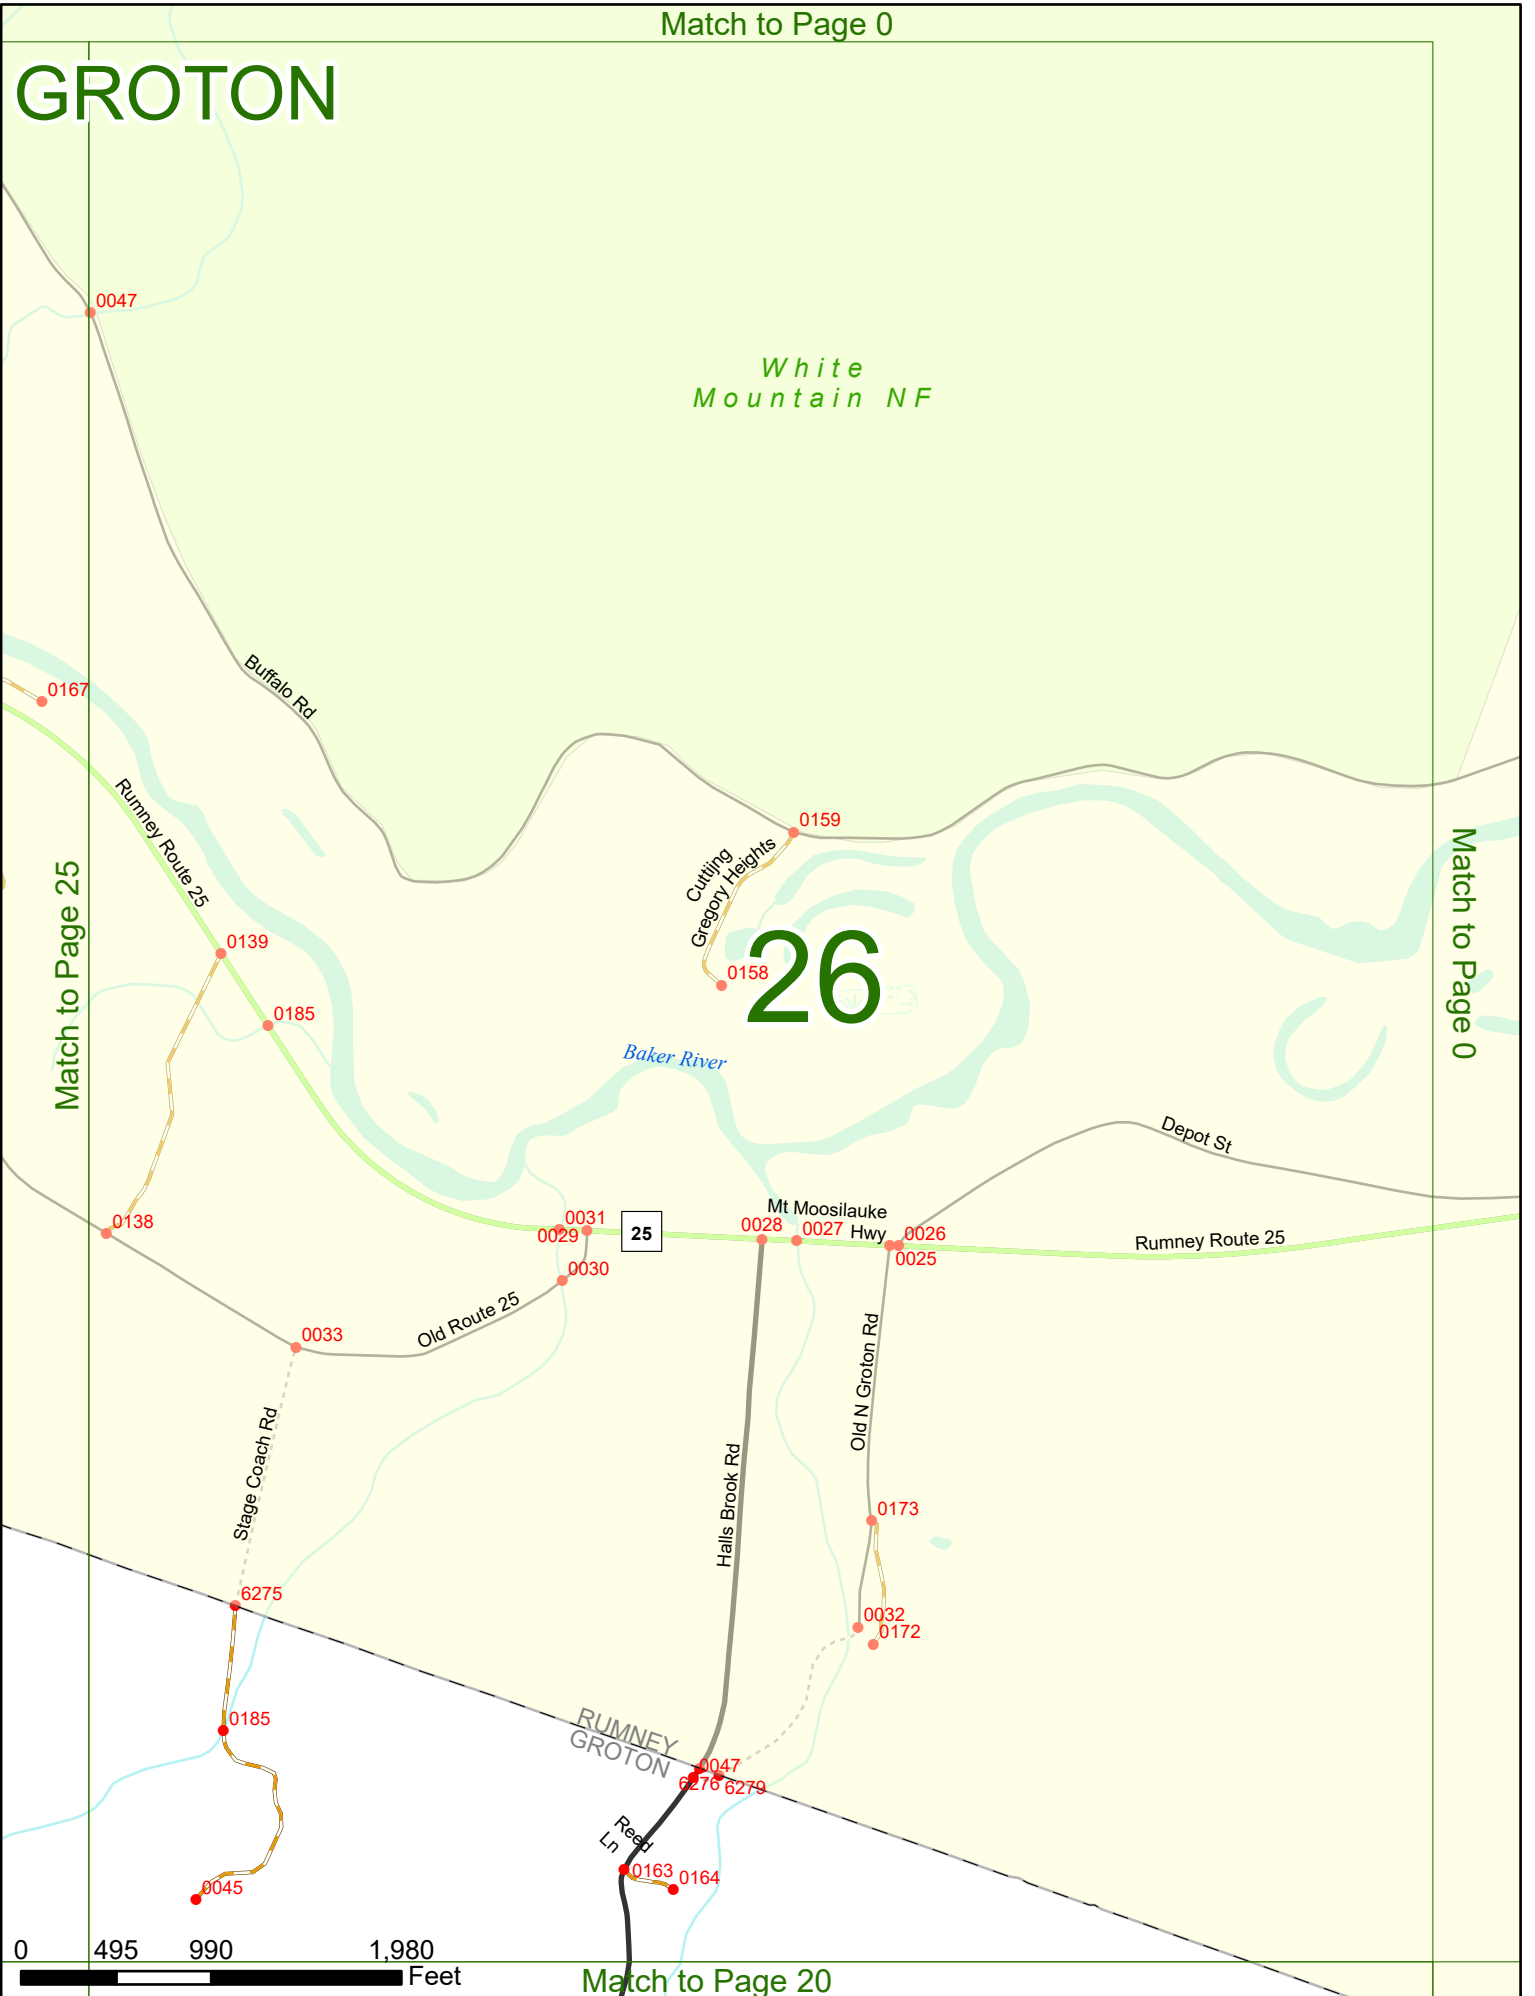 Match to Page 0
GROTON
0047
White
Mountain NF
Buffalo Rd
0167
Rumney Route 25
0159
Cuttiing
Gregory Heights
Match to Page 25
Match to Page 0
0139
0158
26
0185
Baker River
Depot St
0138
0031
0029
25
Mt Moosilauke
Hwy
0028
0027
0026
0025
Rumney Route 25
0030
Old Route 25
0033
Old N Groton Rd
Stage Coach Rd
Halls Brook Rd
0173
6275
0032
0172
0185
RUMNEY
GROTON
0047
6276
6279
Reed
Ln
0163
0164
0045
0 495 990 1,980
Feet
Match to Page 20